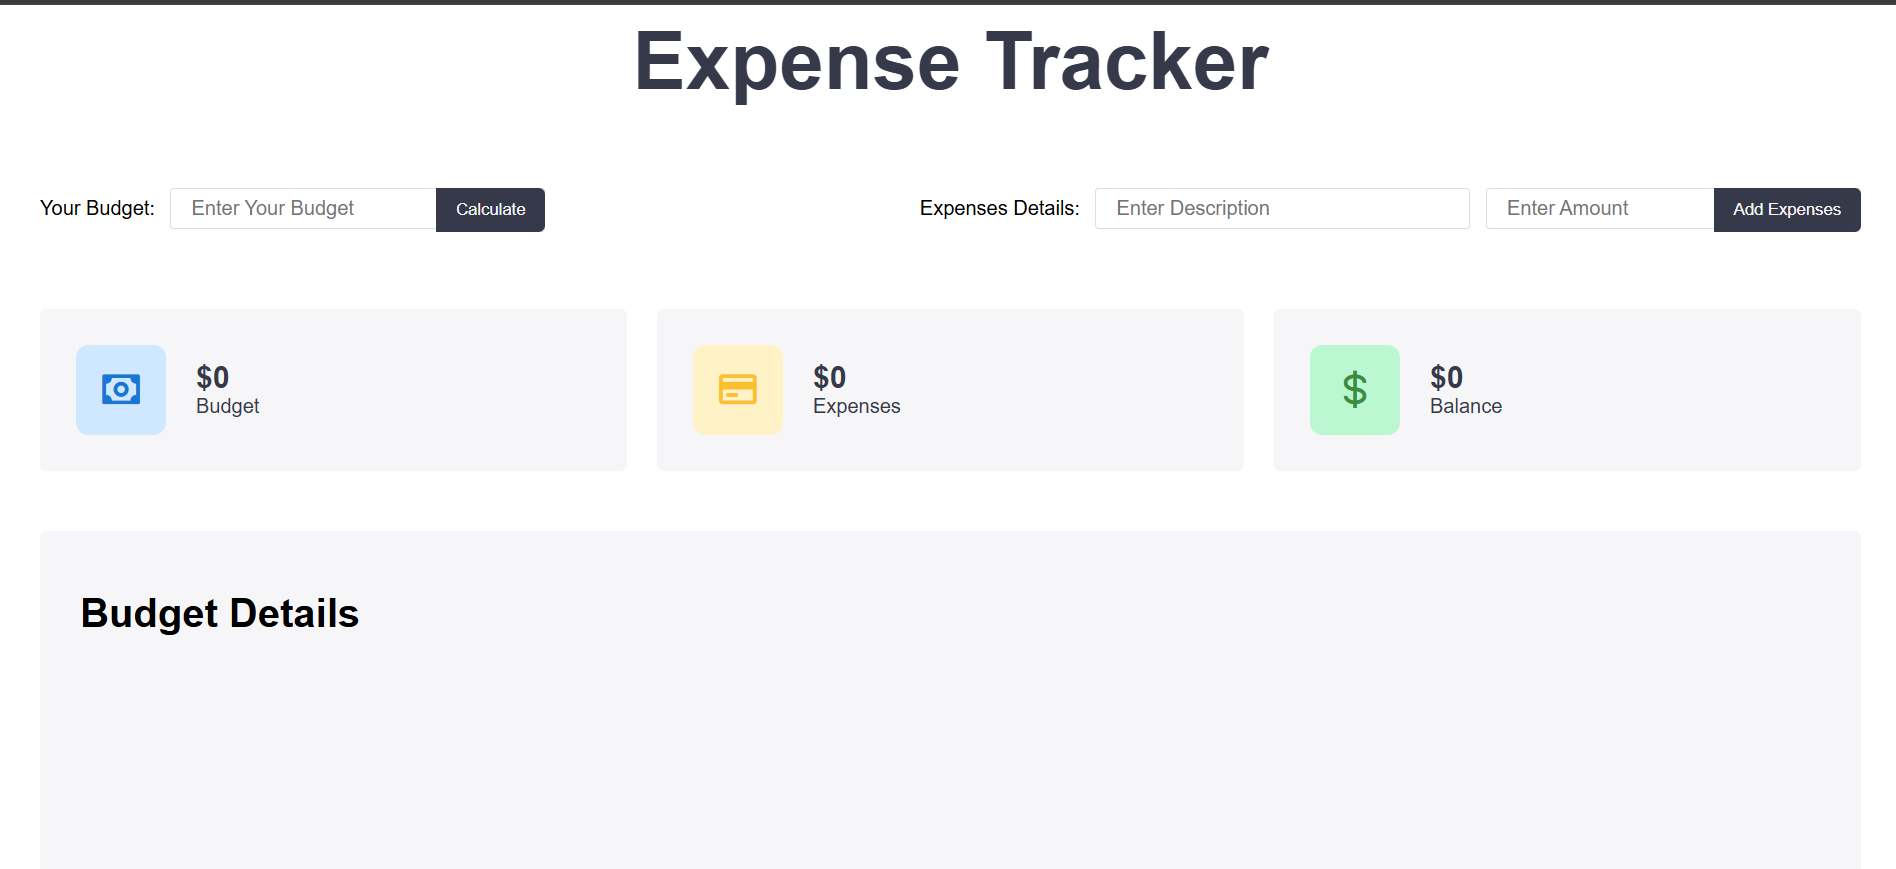 Expense Tracker
Your Budget: Enter Your Budget Calculate Expenses Details: Enter Description Enter Amount Add Expenses
$0
Budget
$0
Expenses
$
$0
Balance
Budget Details